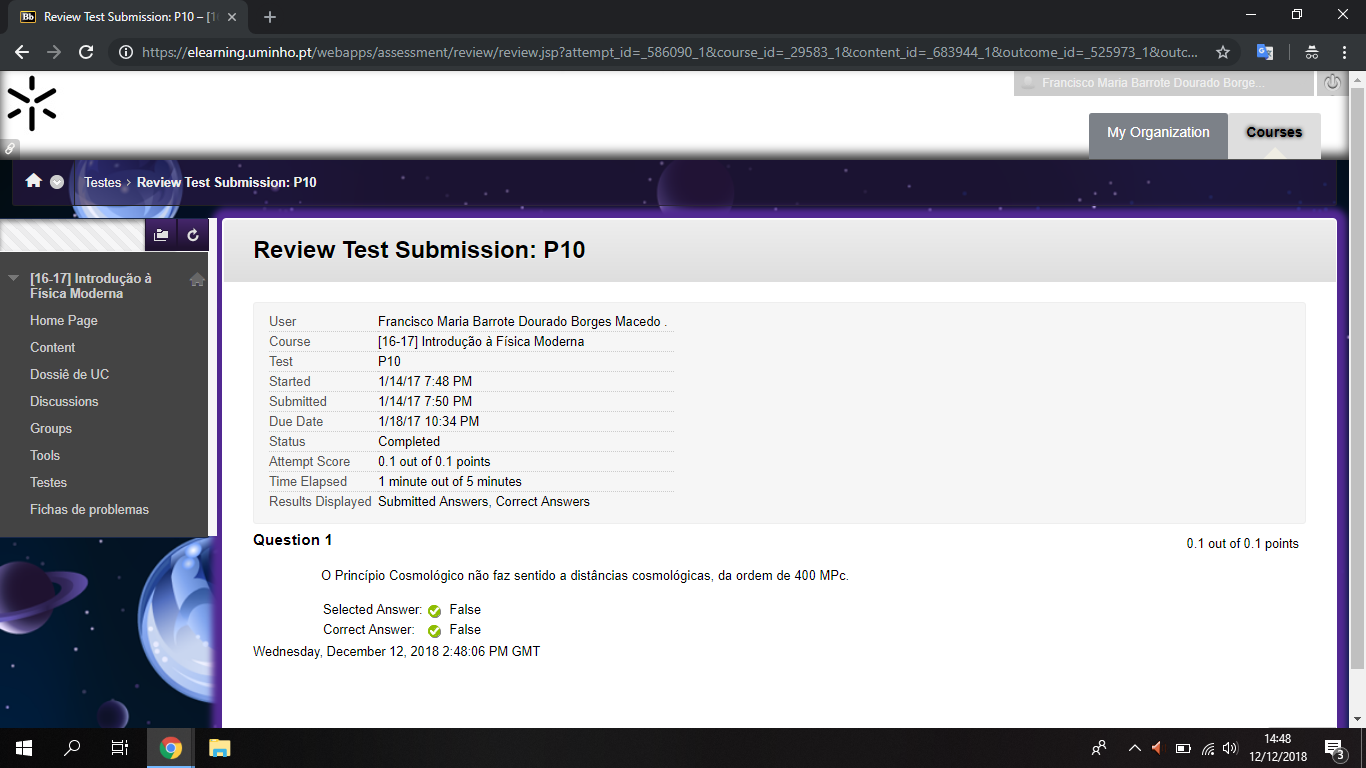 Bb Review Test Submission: P10 – [1
https://elearning.uminho.pt/webapps/assessment/review/review.jsp?attempt_id=_586090_1&course_id=_29583_1&content_id=_683944_1&outcome_id=_525973_1&outc...
Francisco Maria Barrote Dourado Borge...
My Organization Courses
Testes > Review Test Submission: P10
Review Test Submission: P10
[16-17] Introdução à
Física Moderna
Home Page
Content
Dossiê de UC
Discussions
Groups
Tools
Testes
Fichas de problemas
User Francisco Maria Barrote Dourado Borges Macedo .
Course [16-17] Introdução à Física Moderna
Test P10
Started 1/14/17 7:48 PM
Submitted 1/14/17 7:50 PM
Due Date 1/18/17 10:34 PM
Status Completed
Attempt Score 0.1 out of 0.1 points
Time Elapsed 1 minute out of 5 minutes
Results Displayed Submitted Answers, Correct Answers
Question 1 0.1 out of 0.1 points
O Princípio Cosmológico não faz sentido a distâncias cosmológicas, da ordem de 400 MPc.
Selected Answer: False
Correct Answer: False
Wednesday, December 12, 2018 2:48:06 PM GMT
14:48
12/12/2018
3